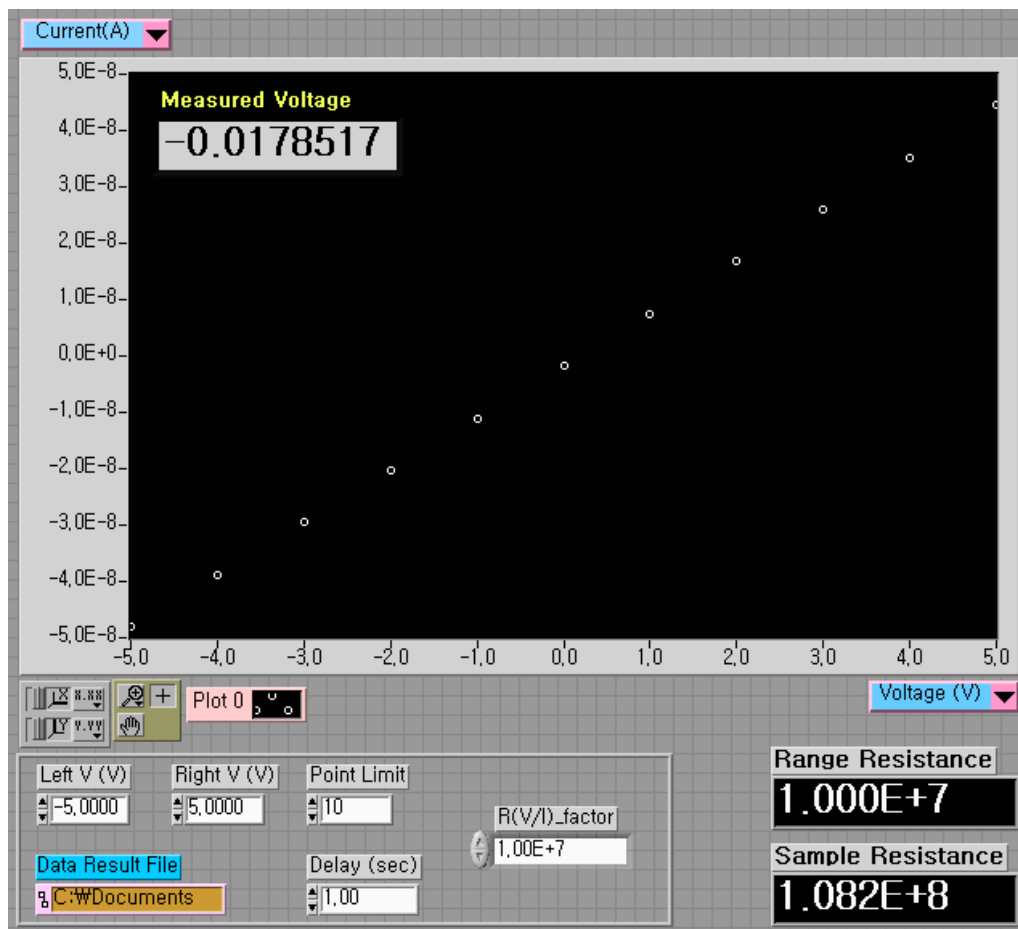 Current(A)
5,0E-8
Measured Voltage
-0.0178517
4,0E-8
3,0E-8
2,0E-8
1,0E-8
0,0E+0
-1,0E-8
-2,0E-8
-3,0E-8
-4,0E-8
-5,0E-8
-5,0 -4,0 -3,0 -2,0 -1,0 0,0 1,0 2,0 3,0 4,0 5,0
X 8.88
Y Y.YY
Plot 0
Voltage (V)
Left V (V) Right V (V) Point Limit
-5,0000 5,0000 10
R(V/I)_factor
1,00E+7
Data Result File Delay (sec)
C:₩Documents 1,00
Range Resistance
1.000E+7
Sample Resistance
1.082E+8